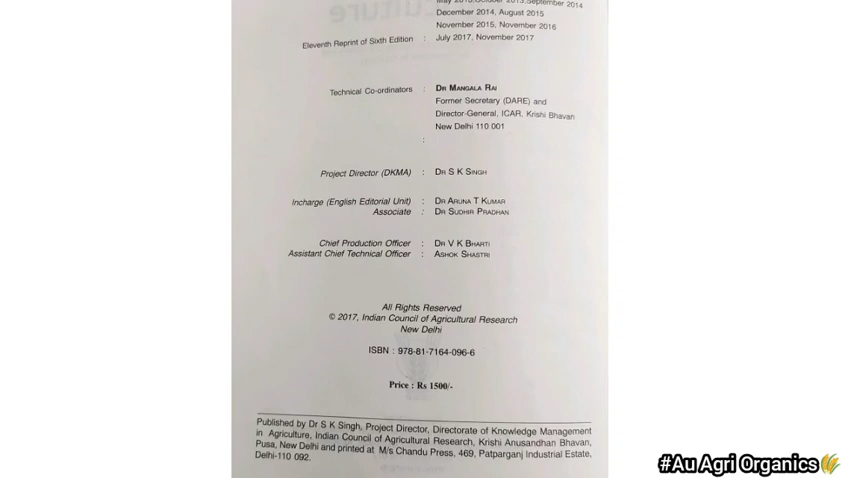 May 2013, October 2013, September 2014
December 2014, August 2015
November 2015, November 2016
Eleventh Reprint of Sixth Edition : July 2017, November 2017
Technical Co-ordinators : DR MANGALA RAI
Former Secretary (DARE) and
Director-General, ICAR, Krishi Bhavan
New Delhi 110 001
:
Project Director (DKMA) : DR S K SINGH
Incharge (English Editorial Unit) : DR ARUNA T KUMAR
Associate : DR SUDHIR PRADHAN
Chief Production Officer : DR V K BHARTI
Assistant Chief Technical Officer : ASHOK SHASTRI
All Rights Reserved
© 2017, Indian Council of Agricultural Research
New Delhi
ISBN : 978-81-7164-096-6
Price : Rs 1500/-
Published by Dr S K Singh, Project Director, Directorate of Knowledge Management
in Agriculture, Indian Council of Agricultural Research, Krishi Anusandhan Bhavan,
Pusa, New Delhi and printed at M/s Chandu Press, 469, Patparganj Industrial Estate,
Delhi-110 092.
#Au Agri Organics🌾